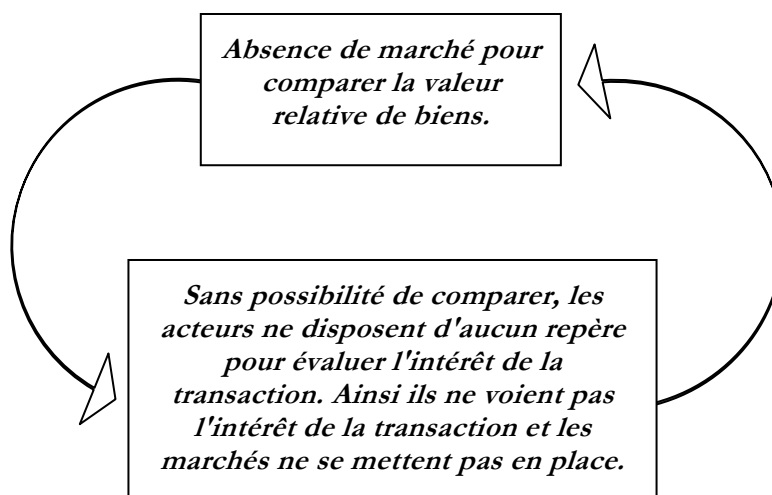 Absence de marché pour
comparer la valeur
relative de biens.
Sans possibilité de comparer, les
acteurs ne disposent d'aucun repère
pour évaluer l'intérêt de la
transaction. Ainsi ils ne voient pas
l'intérêt de la transaction et les
marchés ne se mettent pas en place.